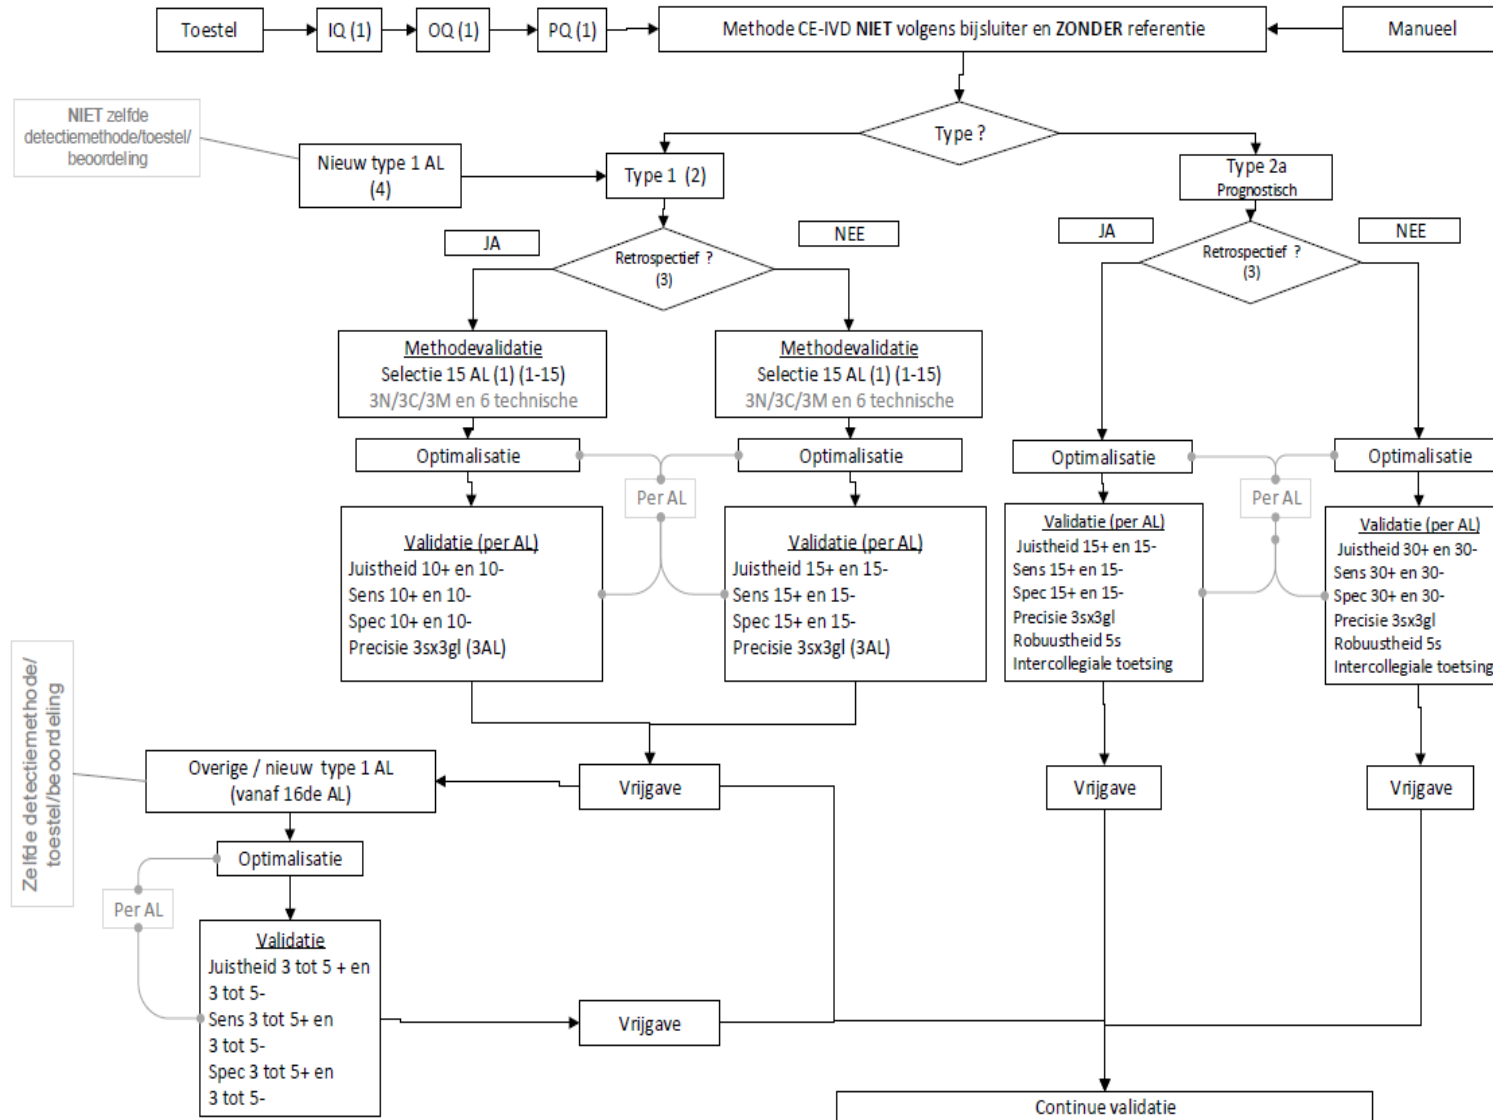 Toestel
IQ (1)
OQ (1)
PQ (1)
Methode CE-IVD NIET volgens bijsluiter en ZONDER referentie
Manueel
NIET zelfde
detectiemethode/toestel/
beoordeling
Type ?
Nieuw type 1 AL
(4)
Type 1 (2)
Type 2a
Prognostisch
JA
NEE
Retrospectief ?
(3)
JA
NEE
Retrospectief ?
(3)
Methodevalidatie
Selectie 15 AL (1) (1-15)
3N/3C/3M en 6 technische
Methodevalidatie
Selectie 15 AL (1) (1-15)
3N/3C/3M en 6 technische
Optimalisatie
Optimalisatie
Optimalisatie
Optimalisatie
Per AL
Per AL
Validatie (per AL)
Juistheid 10+ en 10-
Sens 10+ en 10-
Spec 10+ en 10-
Precisie 3sx3gl (3AL)
Validatie (per AL)
Juistheid 15+ en 15-
Sens 15+ en 15-
Spec 15+ en 15-
Precisie 3sx3gl (3AL)
Validatie (per AL)
Juistheid 15+ en 15-
Sens 15+ en 15-
Spec 15+ en 15-
Precisie 3sx3gl
Robuustheid 5s
Intercollegiale toetsing
Validatie (per AL)
Juistheid 30+ en 30-
Sens 30+ en 30-
Spec 30+ en 30-
Precisie 3sx3gl
Robuustheid 5s
Intercollegiale toetsing
Zelfde detectiemethode/
toestel/beoordeling
Overige / nieuw type 1 AL
(vanaf 16de AL)
Vrijgave
Vrijgave
Vrijgave
Optimalisatie
Per AL
Validatie
Juistheid 3 tot 5 + en
3 tot 5-
Sens 3 tot 5+ en
3 tot 5-
Spec 3 tot 5+ en
3 tot 5-
Vrijgave
Continue validatie